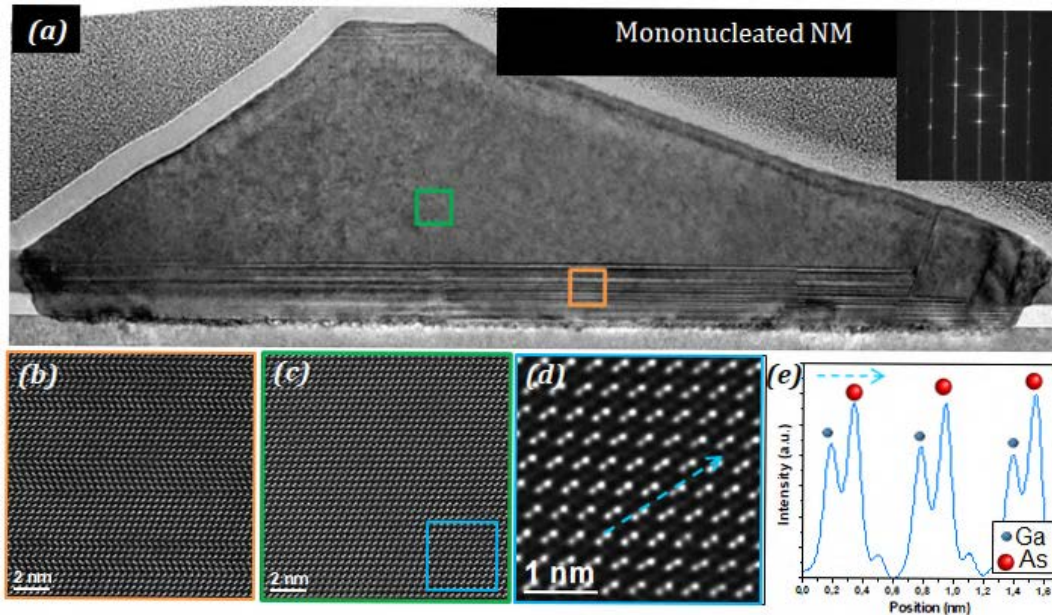 (a)
Mononucleated NM
(b)
2 nm
(c)
2 nm
(d)
1 nm
(e)
Intensity (a.u.)
Ga
As
0,0 0,2 0,4 0,6 0,8 1,0 1,2 1,4 1,6
Position (nm)